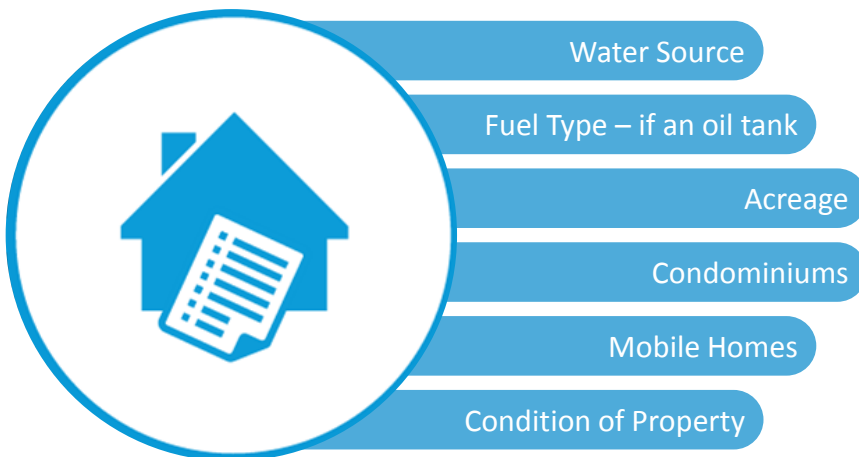 Water Source
Fuel Type – if an oil tank
Acreage
Condominiums
Mobile Homes
Condition of Property